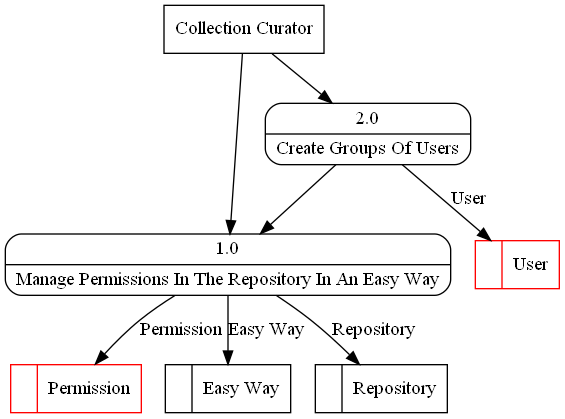 Collection Curator
2.0
Create Groups Of Users
User
User
1.0
Manage Permissions In The Repository In An Easy Way
Permission
Easy Way
Repository
Permission
Easy Way
Repository